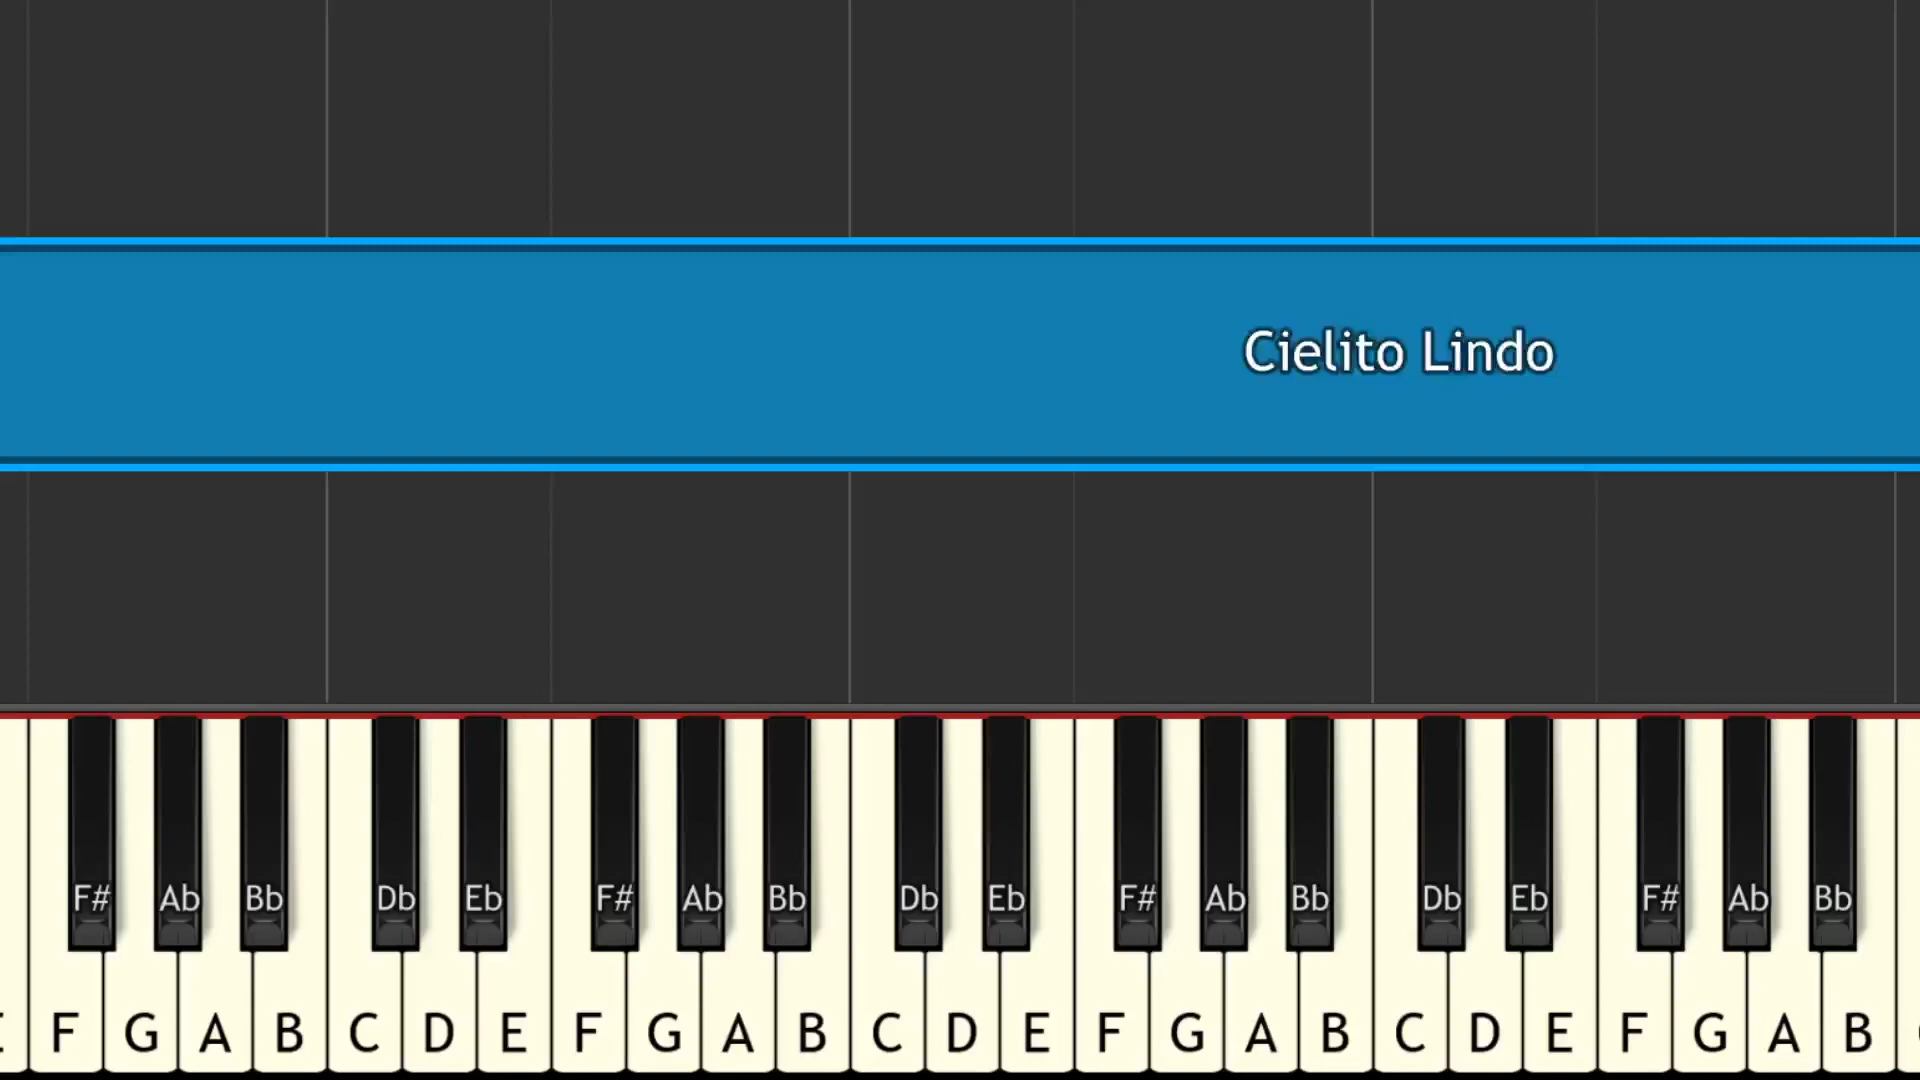 Cielito Lindo
F# Ab Bb Db Eb F# Ab Bb Db Eb F# Ab Bb Db Eb F# Ab Bb
F G A B C D E F G A B C D E F G A B C D E F G A B